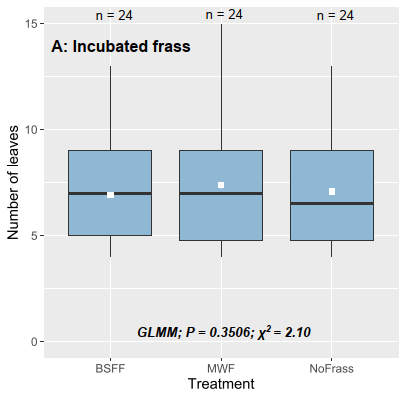 n = 24 n = 24 n = 24
A: Incubated frass
15
10
5
0
Number of leaves
GLMM; P = 0.3506; χ² = 2.10
BSFF MWF NoFrass
Treatment